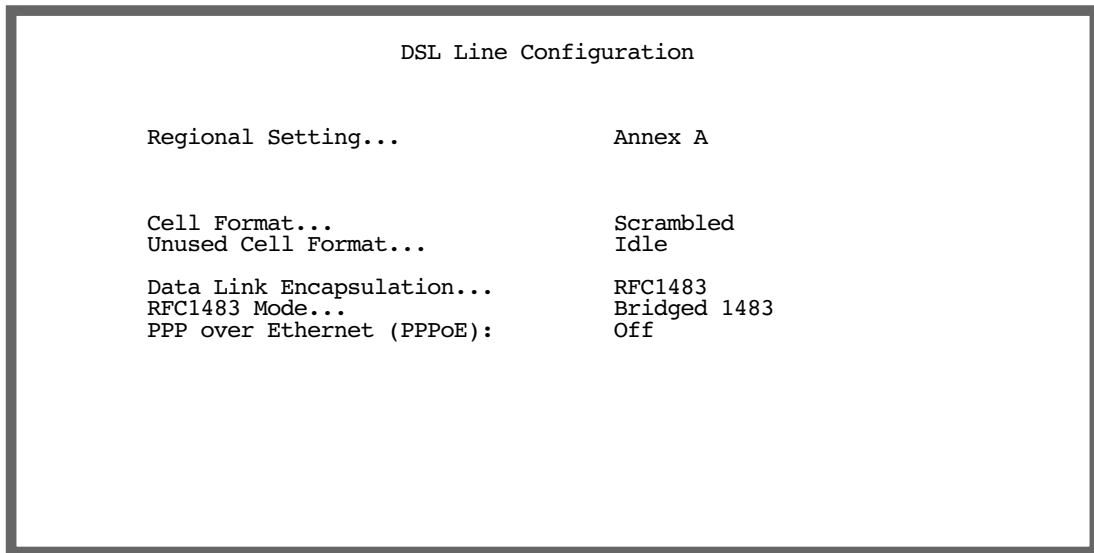 DSL Line Configuration
Regional Setting... Annex A
Cell Format... Scrambled
Unused Cell Format... Idle
Data Link Encapsulation... RFC1483
RFC1483 Mode... Bridged 1483
PPP over Ethernet (PPPoE): Off